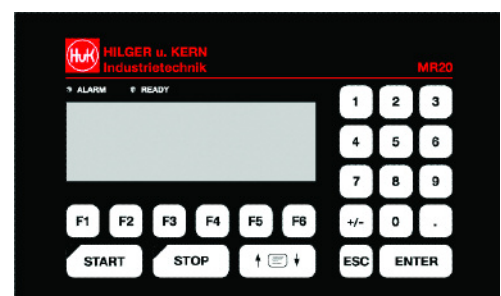 HuK HILGER u. KERN
Industrietechnik MR20
ALARM READY
1 2 3
4 5 6
7 8 9
F1 F2 F3 F4 F5 F6 +/- 0 .
START STOP ESC ENTER